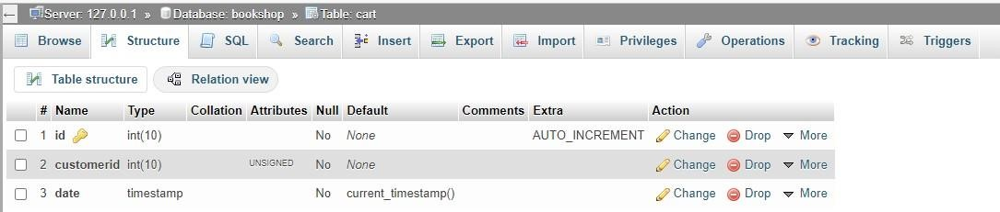 ← Server: 127.0.0.1 » Database: bookshop » Table: cart
Browse Structure SQL Search Insert Export Import Privileges Operations Tracking Triggers
Table structure Relation view
# Name Type Collation Attributes Null Default Comments Extra Action
1 id int(10) No None AUTO_INCREMENT Change Drop More
2 customerid int(10) UNSIGNED No None Change Drop More
3 date timestamp No current_timestamp() Change Drop More